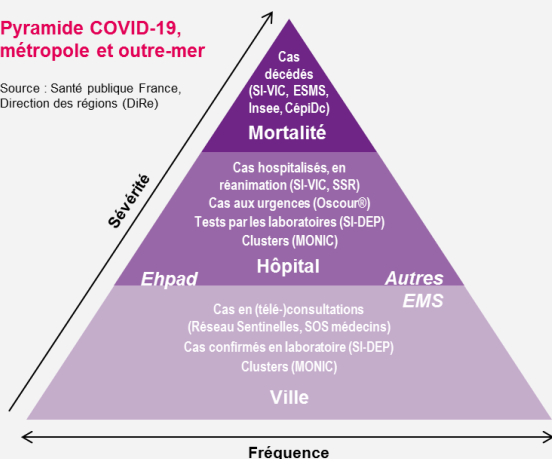 Pyramide COVID-19,
métropole et outre-mer
Source : Santé publique France,
Direction des régions (DiRe)
Cas
décédés
(SI-VIC, ESMS,
Insee, CépiDc)
Mortalité
Sévérité
Cas hospitalisés, en
réanimation (SI-VIC, SSR)
Cas aux urgences (Oscour®)
Tests par les laboratoires (SI-DEP)
Clusters (MONIC)
Hôpital
Ehpad
Autres
EMS
Cas en (télé-)consultations
(Réseau Sentinelles, SOS médecins)
Cas confirmés en laboratoire (SI-DEP)
Clusters (MONIC)
Ville
Fréquence